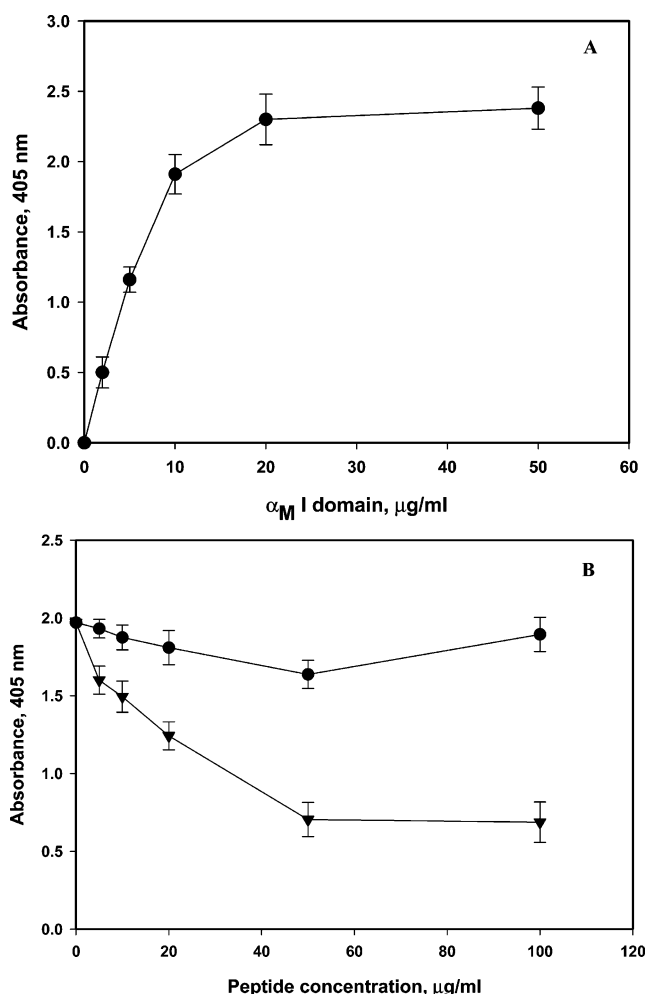 A
3.0
2.5
2.0
1.5
1.0
0.5
0.0
Absorbance, 405 nm
0 10 20 30 40 50 60
αM I domain, μg/ml
B
2.5
2.0
1.5
1.0
0.5
0.0
Absorbance, 405 nm
0 20 40 60 80 100 120
Peptide concentration, μg/ml